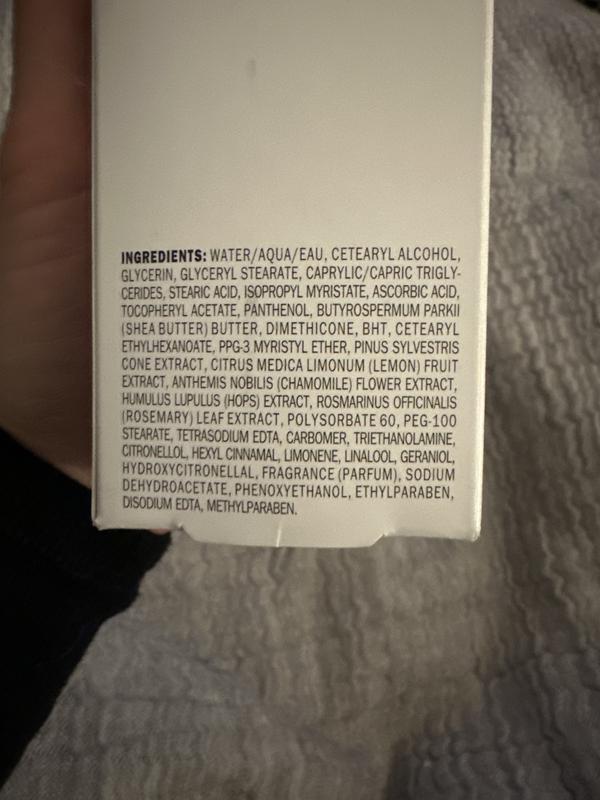 INGREDIENTS: WATER/AQUA/EAU, CETEARYL ALCOHOL,
GLYCERIN, GLYCERYL STEARATE, CAPRYLIC/CAPRIC TRIGLY-
CERIDES, STEARIC ACID, ISOPROPYL MYRISTATE, ASCORBIC ACID,
TOCOPHERYL ACETATE, PANTHENOL, BUTYROSPERMUM PARKII
(SHEA BUTTER) BUTTER, DIMETHICONE, BHT, CETEARYL
ETHYLHEXANOATE, PPG-3 MYRISTYL ETHER, PINUS SYLVESTRIS
CONE EXTRACT, CITRUS MEDICA LIMONUM (LEMON) FRUIT
EXTRACT, ANTHEMIS NOBILIS (CHAMOMILE) FLOWER EXTRACT,
HUMULUS LUPULUS (HOPS) EXTRACT, ROSMARINUS OFFICINALIS
(ROSEMARY) LEAF EXTRACT, POLYSORBATE 60, PEG-100
STEARATE, TETRASODIUM EDTA, CARBOMER, TRIETHANOLAMINE,
CITRONELLOL, HEXYL CINNAMAL, LIMONENE, LINALOOL, GERANIOL,
HYDROXYCITRONELLAL, FRAGRANCE (PARFUM), SODIUM
DEHYDROACETATE, PHENOXYETHANOL, ETHYLPARABEN,
DISODIUM EDTA, METHYLPARABEN.